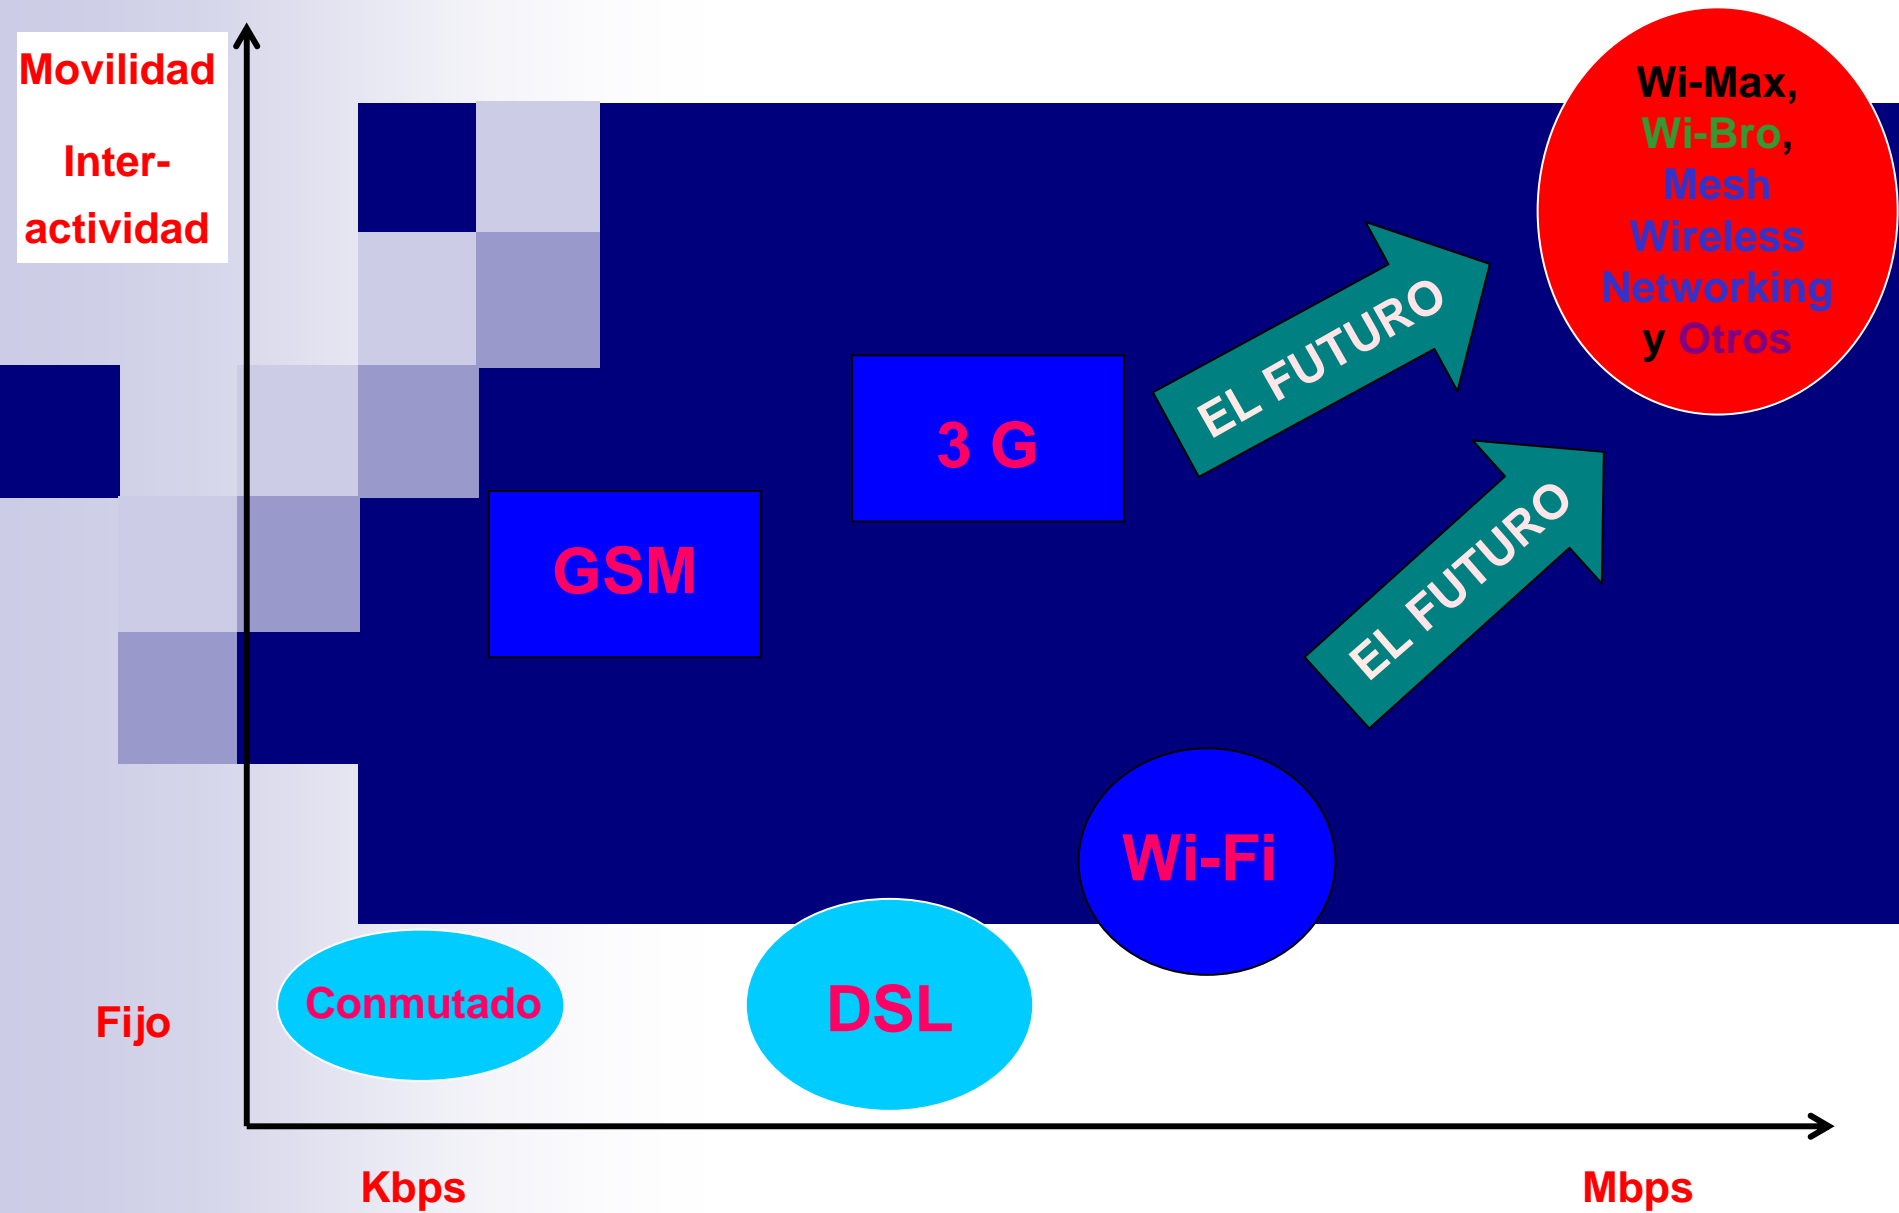 Movilidad
Inter-
actividad
Wi-Max,
Wi-Bro,
Mesh
Wireless
Networking
y Otros
EL FUTURO
3 G
EL FUTURO
GSM
Wi-Fi
Conmutado
DSL
Fijo
Kbps
Mbps